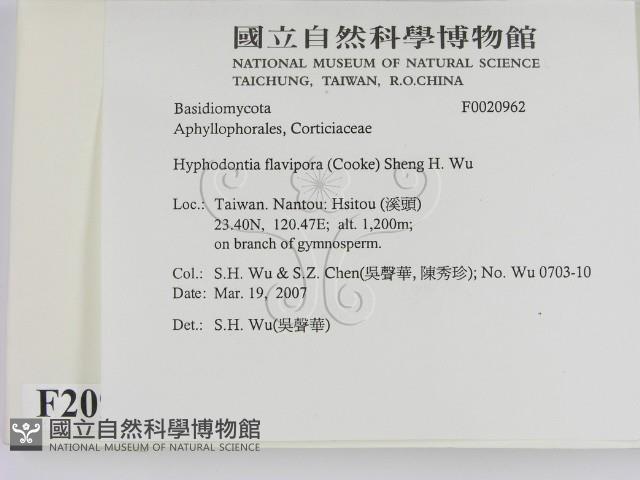 國立自然科學博物館
NATIONAL MUSEUM OF NATURAL SCIENCE
TAICHUNG, TAIWAN, R.O.CHINA
Basidiomycota F0020962
Aphyllophorales, Corticiaceae
Hyphodontia flavipora (Cooke) Sheng H. Wu
Loc.: Taiwan. Nantou: Hsitou (溪頭)
23.40N, 120.47E; alt. 1,200m;
on branch of gymnosperm.
Col.: S.H. Wu & S.Z. Chen(吳聲華, 陳秀珍); No. Wu 0703-10
Date: Mar. 19, 2007
Det.: S.H. Wu(吳聲華)
F20
國立自然科學博物館
NATIONAL MUSEUM OF NATURAL SCIENCE